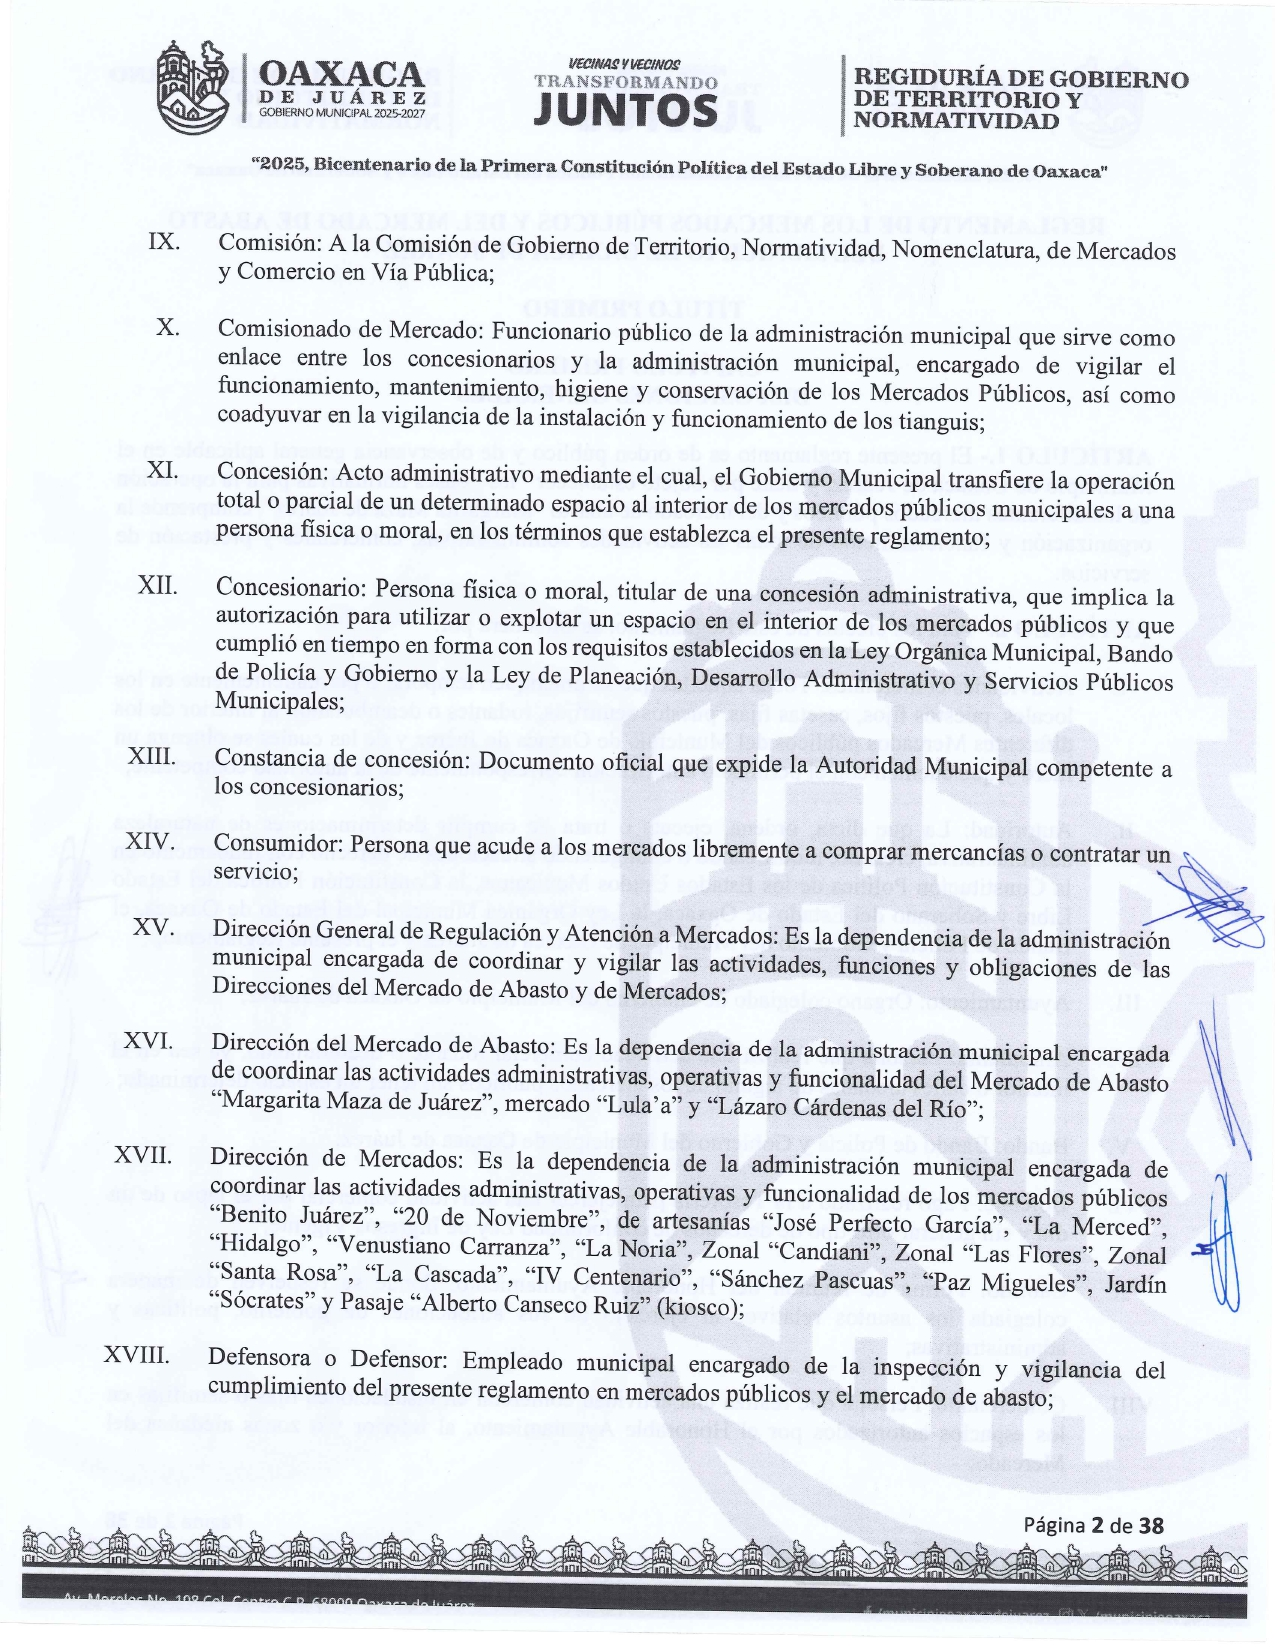 OAXACA
DE JUÁREZ
GOBIERNO MUNICIPAL 2025-2027
VECINAS Y VECINOS
TRANSFORMANDO
JUNTOS
REGIDURÍA DE GOBIERNO
DE TERRITORIO Y
NORMATIVIDAD
“2025, Bicentenario de la Primera Constitución Política del Estado Libre y Soberano de Oaxaca"
IX. Comisión: A la Comisión de Gobierno de Territorio, Normatividad, Nomenclatura, de Mercados
y Comercio en Vía Pública;
X. Comisionado de Mercado: Funcionario público de la administración municipal que sirve como
enlace entre los concesionarios y la administración municipal, encargado de vigilar el
funcionamiento, mantenimiento, higiene y conservación de los Mercados Públicos, así como
coadyuvar en la vigilancia de la instalación y funcionamiento de los tianguis;
XI. Concesión: Acto administrativo mediante el cual, el Gobierno Municipal transfiere la operación
total o parcial de un determinado espacio al interior de los mercados públicos municipales a una
persona física o moral, en los términos que establezca el presente reglamento;
XII. Concesionario: Persona física o moral, titular de una concesión administrativa, que implica la
autorización para utilizar o explotar un espacio en el interior de los mercados públicos y que
cumplió en tiempo en forma con los requisitos establecidos en la Ley Orgánica Municipal, Bando
de Policía y Gobierno y la Ley de Planeación, Desarrollo Administrativo y Servicios Públicos
Municipales;
XIII. Constancia de concesión: Documento oficial que expide la Autoridad Municipal competente a
los concesionarios;
XIV. Consumidor: Persona que acude a los mercados libremente a comprar mercancías o contratar un
servicio;
XV. Dirección General de Regulación y Atención a Mercados: Es la dependencia de la administración
municipal encargada de coordinar y vigilar las actividades, funciones y obligaciones de las
Direcciones del Mercado de Abasto y de Mercados;
XVI. Dirección del Mercado de Abasto: Es la dependencia de la administración municipal encargada
de coordinar las actividades administrativas, operativas y funcionalidad del Mercado de Abasto
“Margarita Maza de Juárez”, mercado “Lula’a” y “Lázaro Cárdenas del Río”;
XVII. Dirección de Mercados: Es la dependencia de la administración municipal encargada de
coordinar las actividades administrativas, operativas y funcionalidad de los mercados públicos
“Benito Juárez”, “20 de Noviembre”, de artesanías “José Perfecto García”, “La Merced”,
“Hidalgo”, “Venustiano Carranza”, “La Noria”, Zonal “Candiani”, Zonal “Las Flores”, Zonal
“Santa Rosa”, “La Cascada”, “IV Centenario”, “Sánchez Pascuas”, “Paz Migueles”, Jardín
“Sócrates” y Pasaje “Alberto Canseco Ruiz” (kiosco);
XVIII. Defensora o Defensor: Empleado municipal encargado de la inspección y vigilancia del
cumplimiento del presente reglamento en mercados públicos y el mercado de abasto;
Página 2 de 38
Av. Morelos No. 108 Col. Centro C.P. 68000 Oaxaca de Juárez